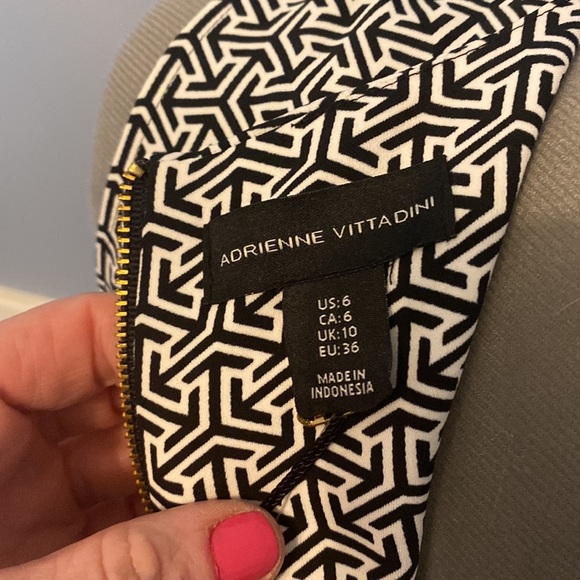 ADRIENNE VITTADINI
US:6
CA:6
UK:10
EU:36
MADE IN
INDONESIA